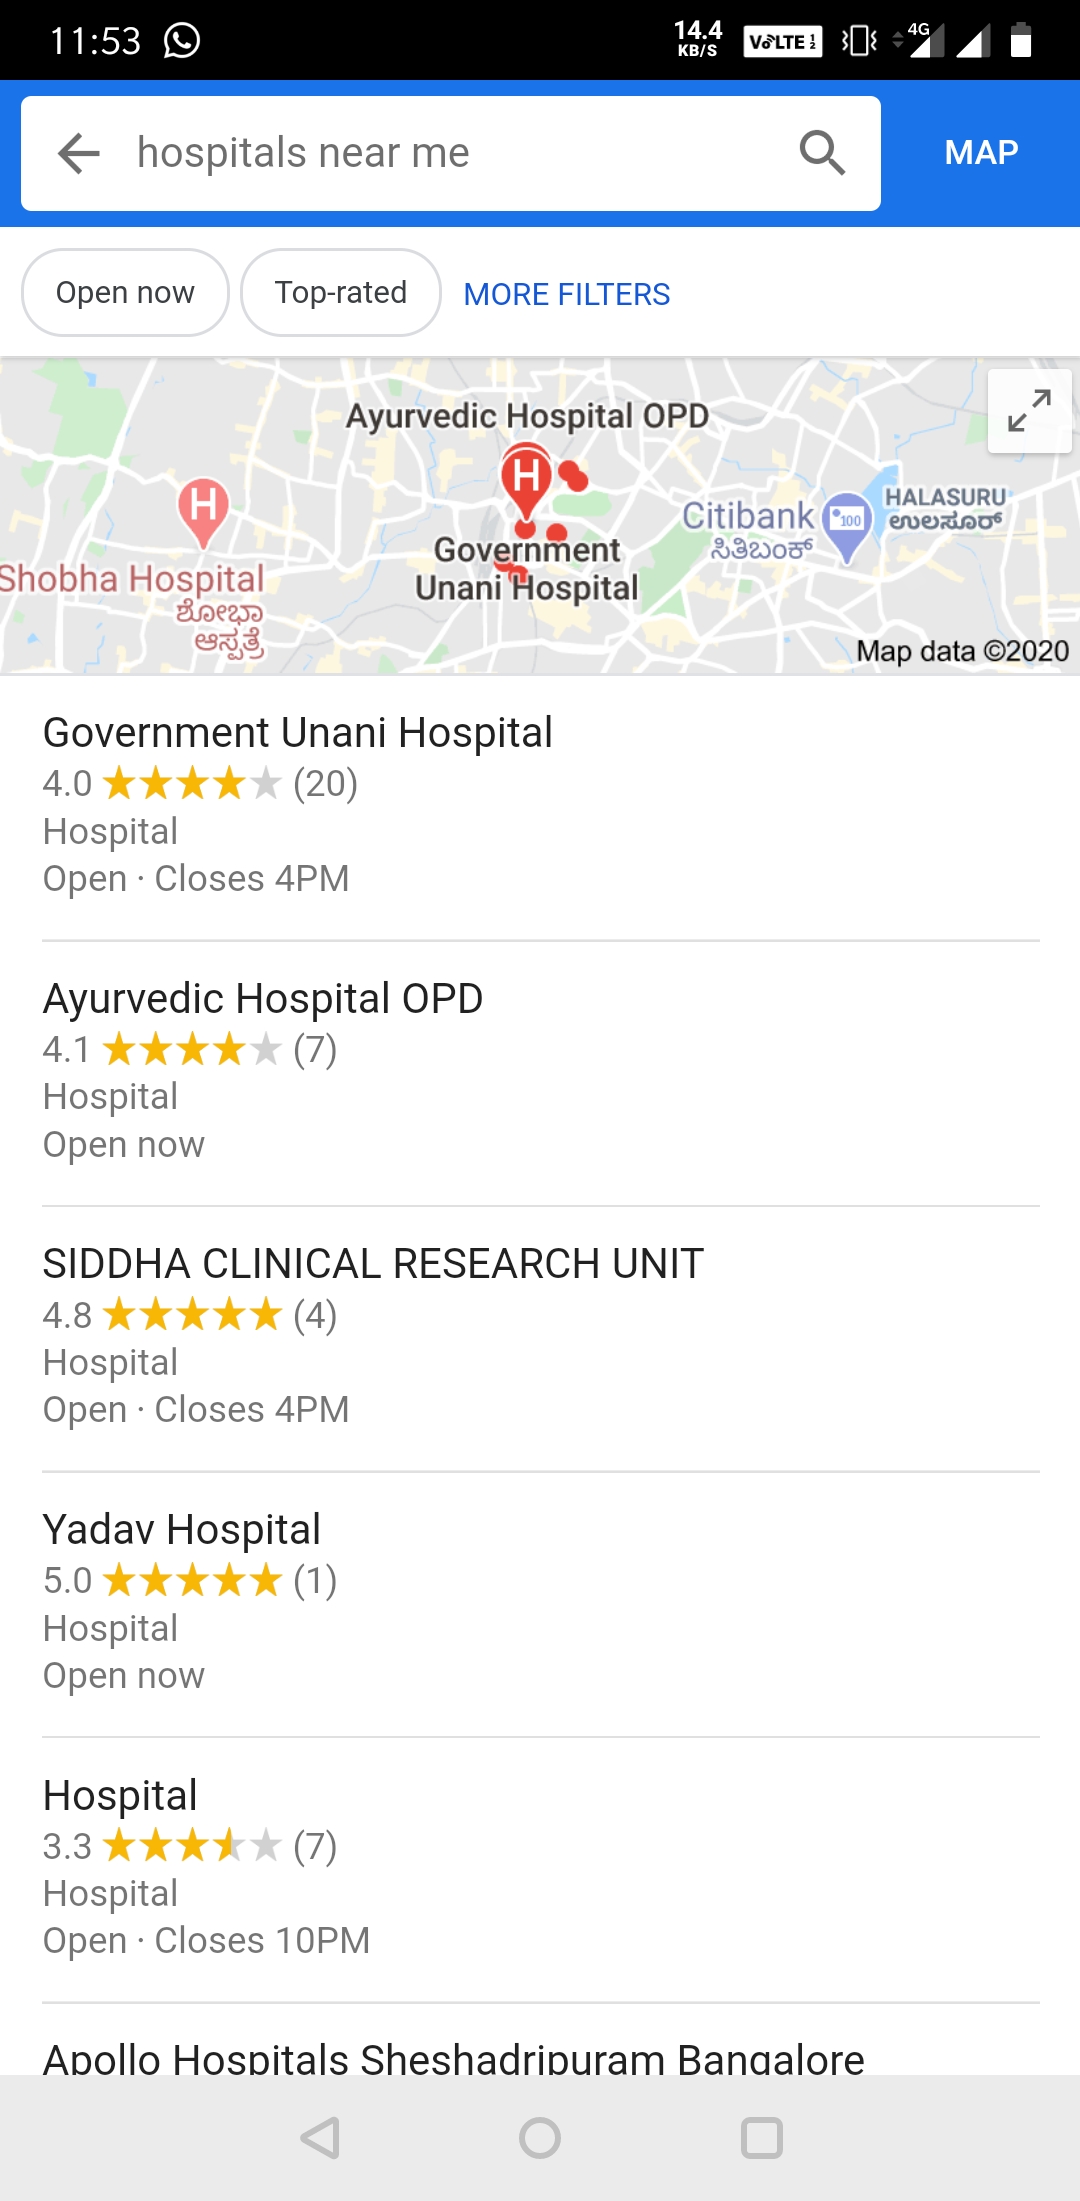 11:53
14.4
KB/S
VoLTE 1 2
4G
hospitals near me
MAP
Open now
Top-rated
MORE FILTERS
Ayurvedic Hospital OPD
H
H
Government
Unani Hospital
Shobha Hospital
ಶೋಭಾ
ಆಸ್ಪತ್ರೆ
Citibank
ಸಿತಿಬಂಕ್
100
HALASURU
ಉಲಸೂರ್
Map data ©2020
Government Unani Hospital
4.0 (20)
Hospital
Open · Closes 4PM
Ayurvedic Hospital OPD
4.1 (7)
Hospital
Open now
SIDDHA CLINICAL RESEARCH UNIT
4.8 (4)
Hospital
Open · Closes 4PM
Yadav Hospital
5.0 (1)
Hospital
Open now
Hospital
3.3 (7)
Hospital
Open · Closes 10PM
Apollo Hospitals Sheshadripuram Bangalore